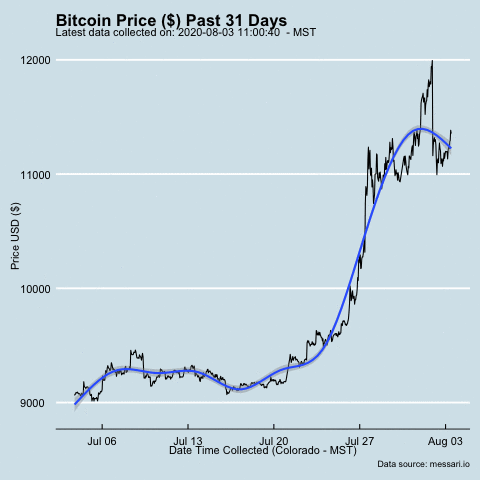 Bitcoin Price ($) Past 31 Days
Latest data collected on: 2020-08-03 11:00:40 - MST
12000
11000
10000
9000
Price USD ($)
Jul 06 Jul 13 Jul 20 Jul 27 Aug 03
Date Time Collected (Colorado - MST)
Data source: messari.io